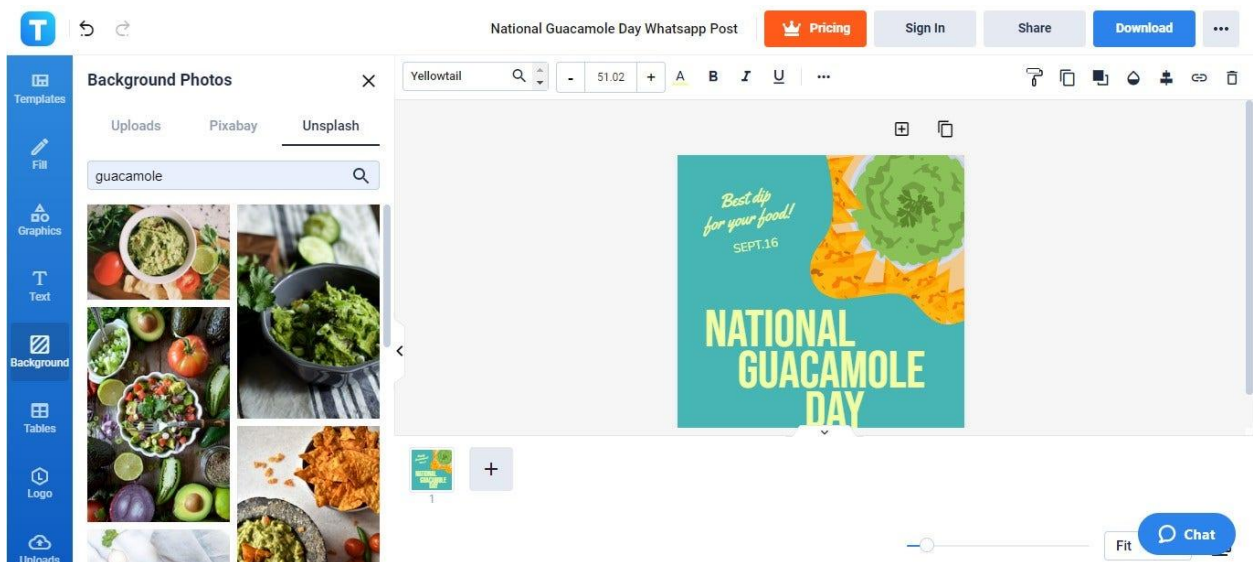 T
National Guacamole Day Whatsapp Post
Pricing
Sign In
Share
Download
Templates
Fill
Graphics
T
Text
Background
Tables
L
Logo
Uploads
Background Photos
Uploads
Pixabay
Unsplash
guacamole
Yellowtail
- 51.02 +
A B I U
Best dip
for your food!
SEPT.16
NATIONAL
GUACAMOLE
DAY
+
1
Fit
Chat